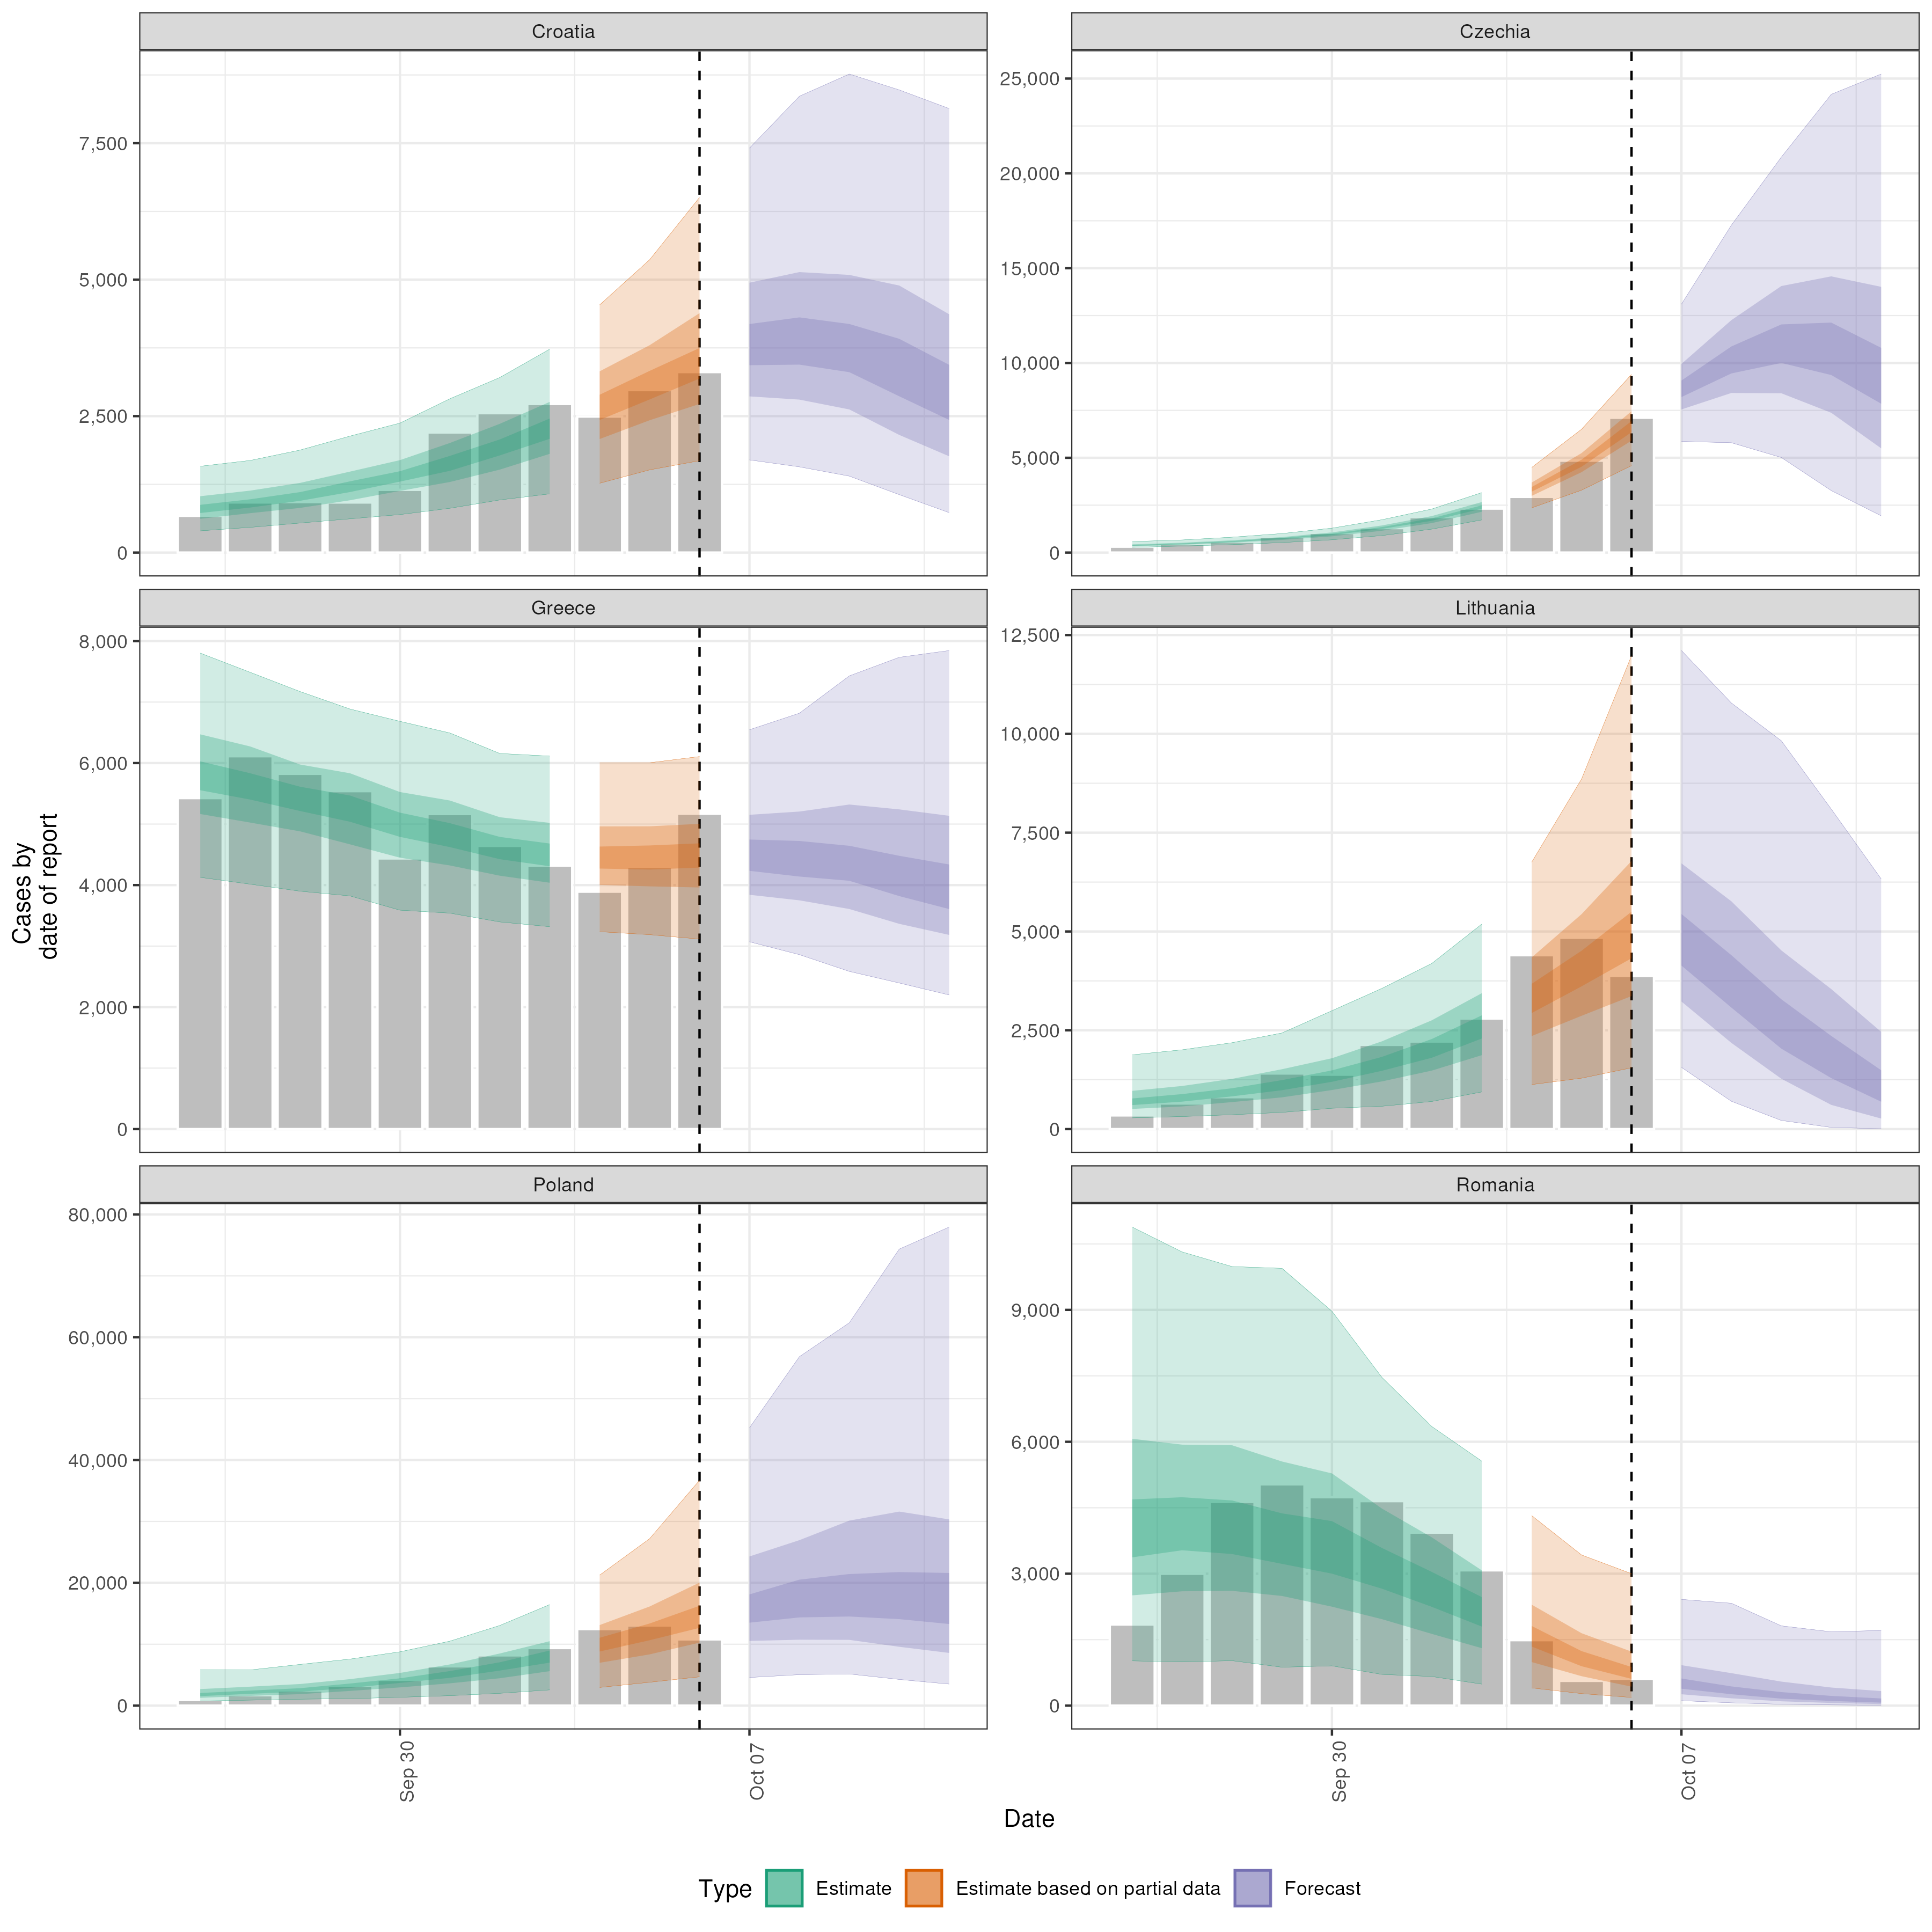 Croatia
Czechia
7,500
5,000
2,500
0
25,000
20,000
15,000
10,000
5,000
0
Greece
Lithuania
8,000
6,000
4,000
2,000
0
12,500
10,000
7,500
5,000
2,500
0
Cases by
date of report
Poland
Romania
80,000
60,000
40,000
20,000
0
9,000
6,000
3,000
0
Sep 30
Oct 07
Sep 30
Oct 07
Date
Type
Estimate
Estimate based on partial data
Forecast